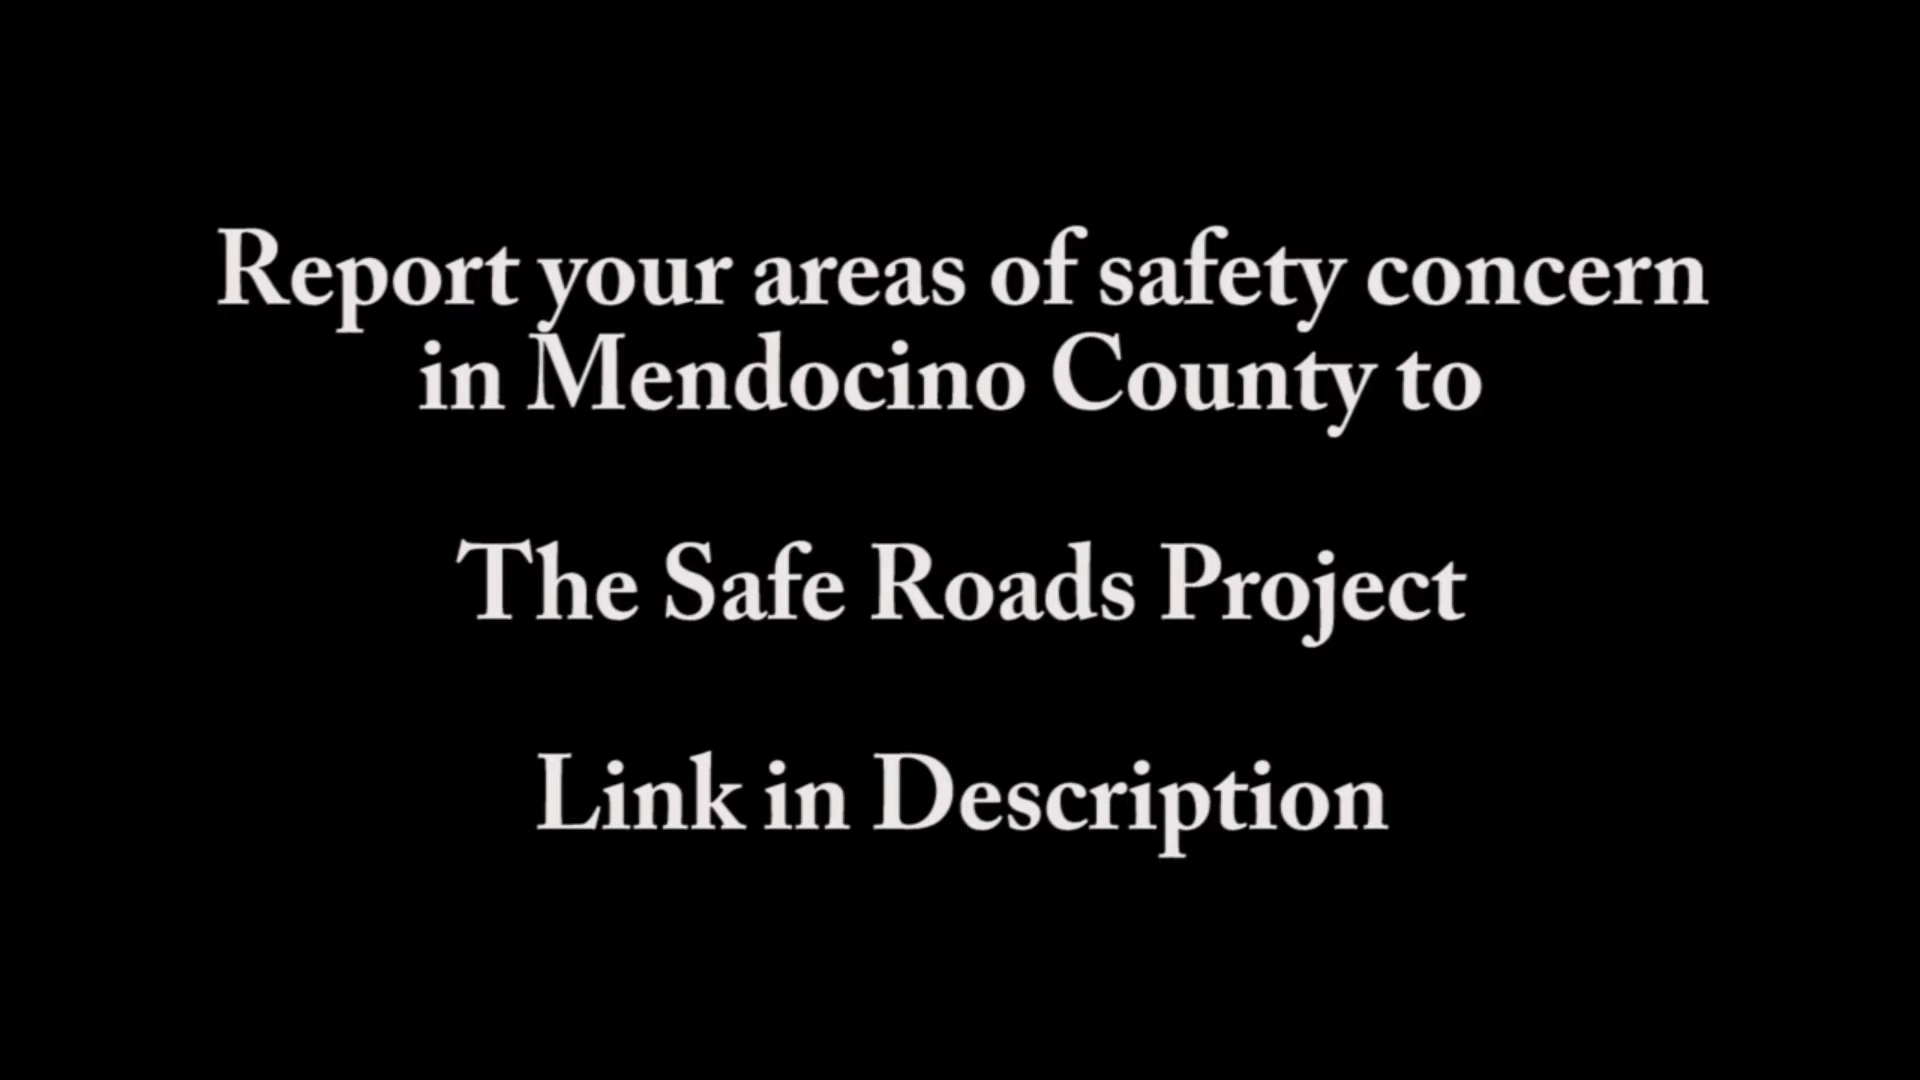 Report your areas of safety concern
in Mendocino County to
The Safe Roads Project
Link in Description